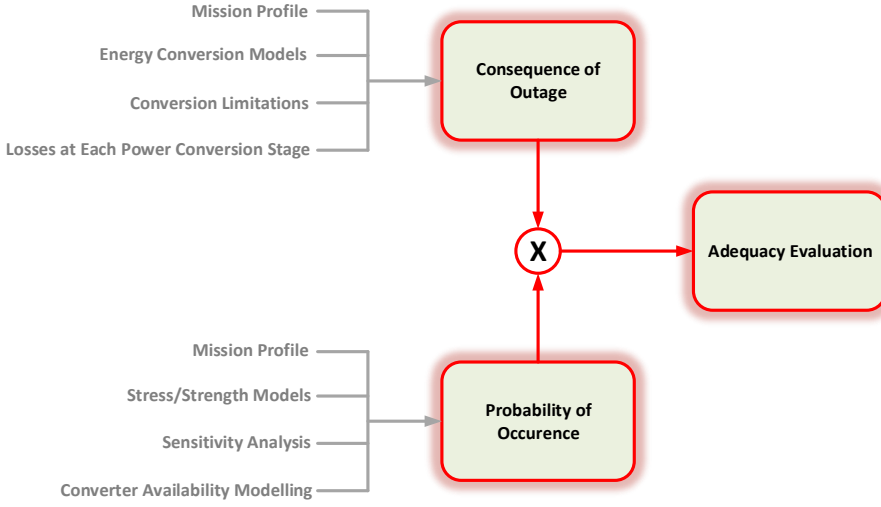 Mission Profile
Energy Conversion Models
Conversion Limitations
Losses at Each Power Conversion Stage
Consequence of
Outage
X
Adequacy Evaluation
Mission Profile
Stress/Strength Models
Sensitivity Analysis
Converter Availability Modelling
Probability of
Occurence